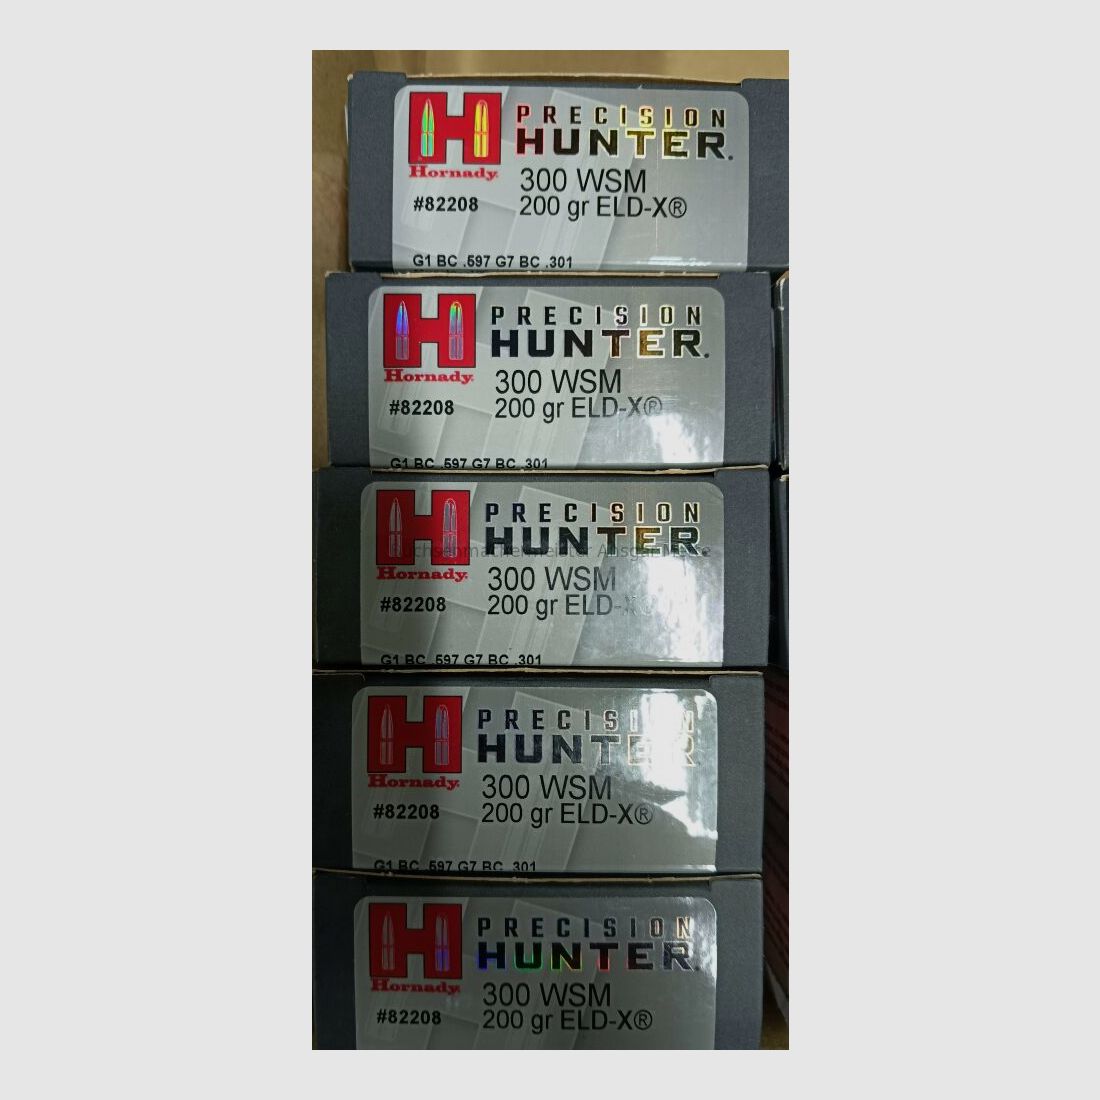 PRECISION
HUNTER.
Hornady.
300 WSM
#82208
200 gr ELD-X®
G1 BC .597 G7 BC .301
PRECISION
HUNTER.
Hornady.
300 WSM
#82208
200 gr ELD-X®
G1 BC .597 G7 BC .301
PRECISION
HUNTER.
Hornady.
300 WSM
#82208
200 gr ELD-X
G1 BC .597 G7 BC .301
PRECISION
HUNTER
Hornady.
300 WSM
#82208
200 gr ELD-X®
G1 BC .597 G7 BC .301
PRECISION
HUNTER.
Hornady.
300 WSM
#82208
200 gr ELD-X®